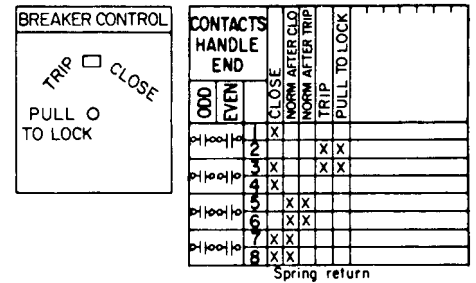 BREAKER CONTROL
TRIP
CLOSE
PULL
TO LOCK
CONTACTS
HANDLE
END
ODD
EVEN
CLOSE
NORM AFTER CLO
NORM AFTER TRIP
TRIP
PULL TO LOCK
1 X
2 X X
3 X X X
4 X
5 X X
6 X X
7 X X
8 X X
Spring return